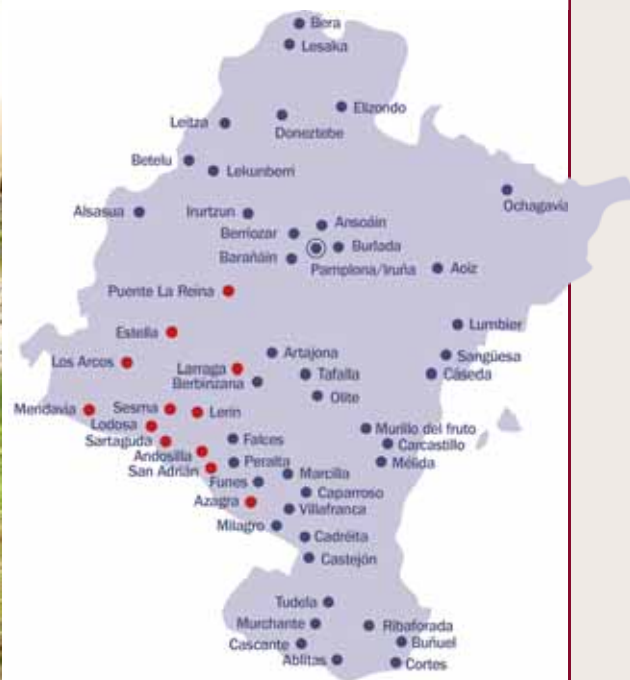 Bera
Lesaka
Elizondo
Leitza
Doneztebe
Betelu
Lekunberri
Ochagavía
Alsasua
Irurtzun
Ansoáin
Berriozar
Burlada
Barañáin
Pamplona/Iruña
Aoiz
Puente La Reina
Lumbier
Estella
Artajona
Sangüesa
Los Arcos
Larraga
Tafalla
Cáseda
Berbinzana
Olite
Mendavia
Sesma
Lerín
Lodosa
Murillo del fruto
Sartaguda
Falces
Carcastillo
Andosilla
Peralta
Mélida
San Adrián
Marcilla
Funes
Caparroso
Azagra
Villafranca
Milagro
Cadréita
Castejón
Tudela
Murchante
Ribaforada
Cascante
Buñuel
Ablitas
Cortes